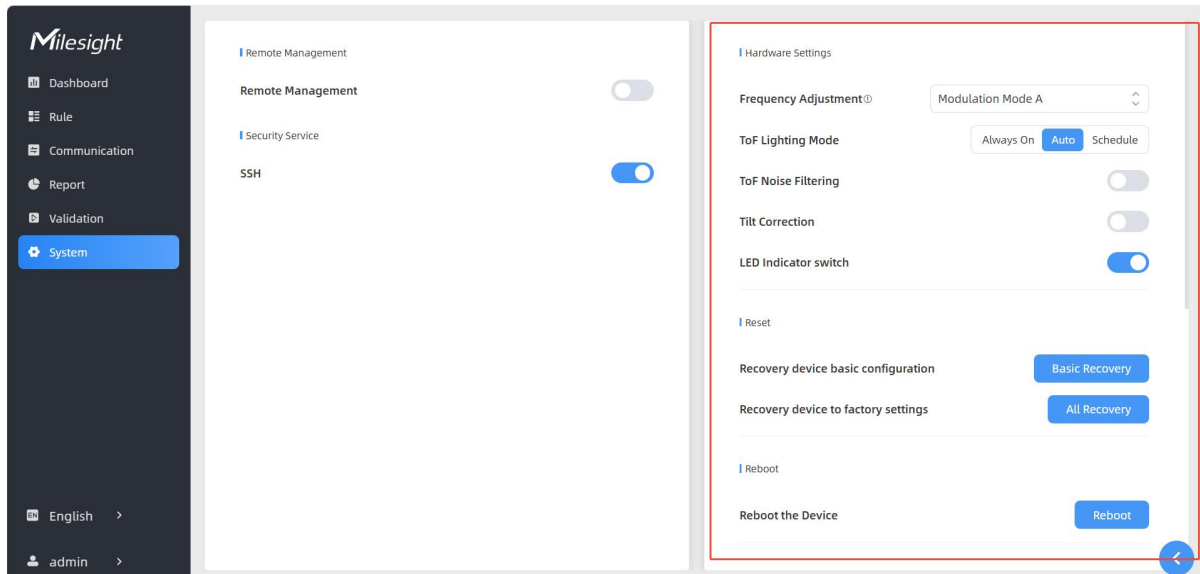 Milesight
Dashboard
Rule
Communication
Report
Validation
System
EN English
admin
Remote Management
Remote Management
Security Service
SSH
Hardware Settings
Frequency Adjustment Modulation Mode A
ToF Lighting Mode Always On Auto Schedule
ToF Noise Filtering
Tilt Correction
LED Indicator switch
Reset
Recovery device basic configuration Basic Recovery
Recovery device to factory settings All Recovery
Reboot
Reboot the Device Reboot